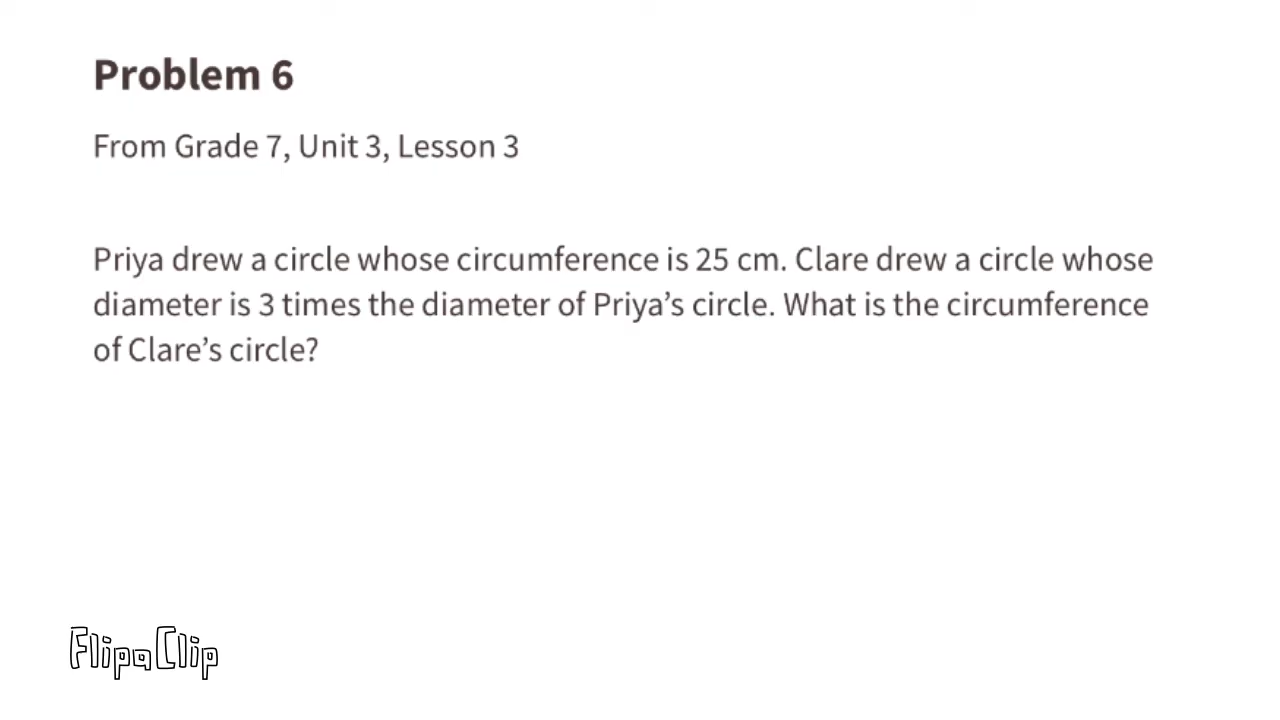 Problem 6
From Grade 7, Unit 3, Lesson 3
Priya drew a circle whose circumference is 25 cm. Clare drew a circle whose
diameter is 3 times the diameter of Priya’s circle. What is the circumference
of Clare’s circle?
FlipaClip